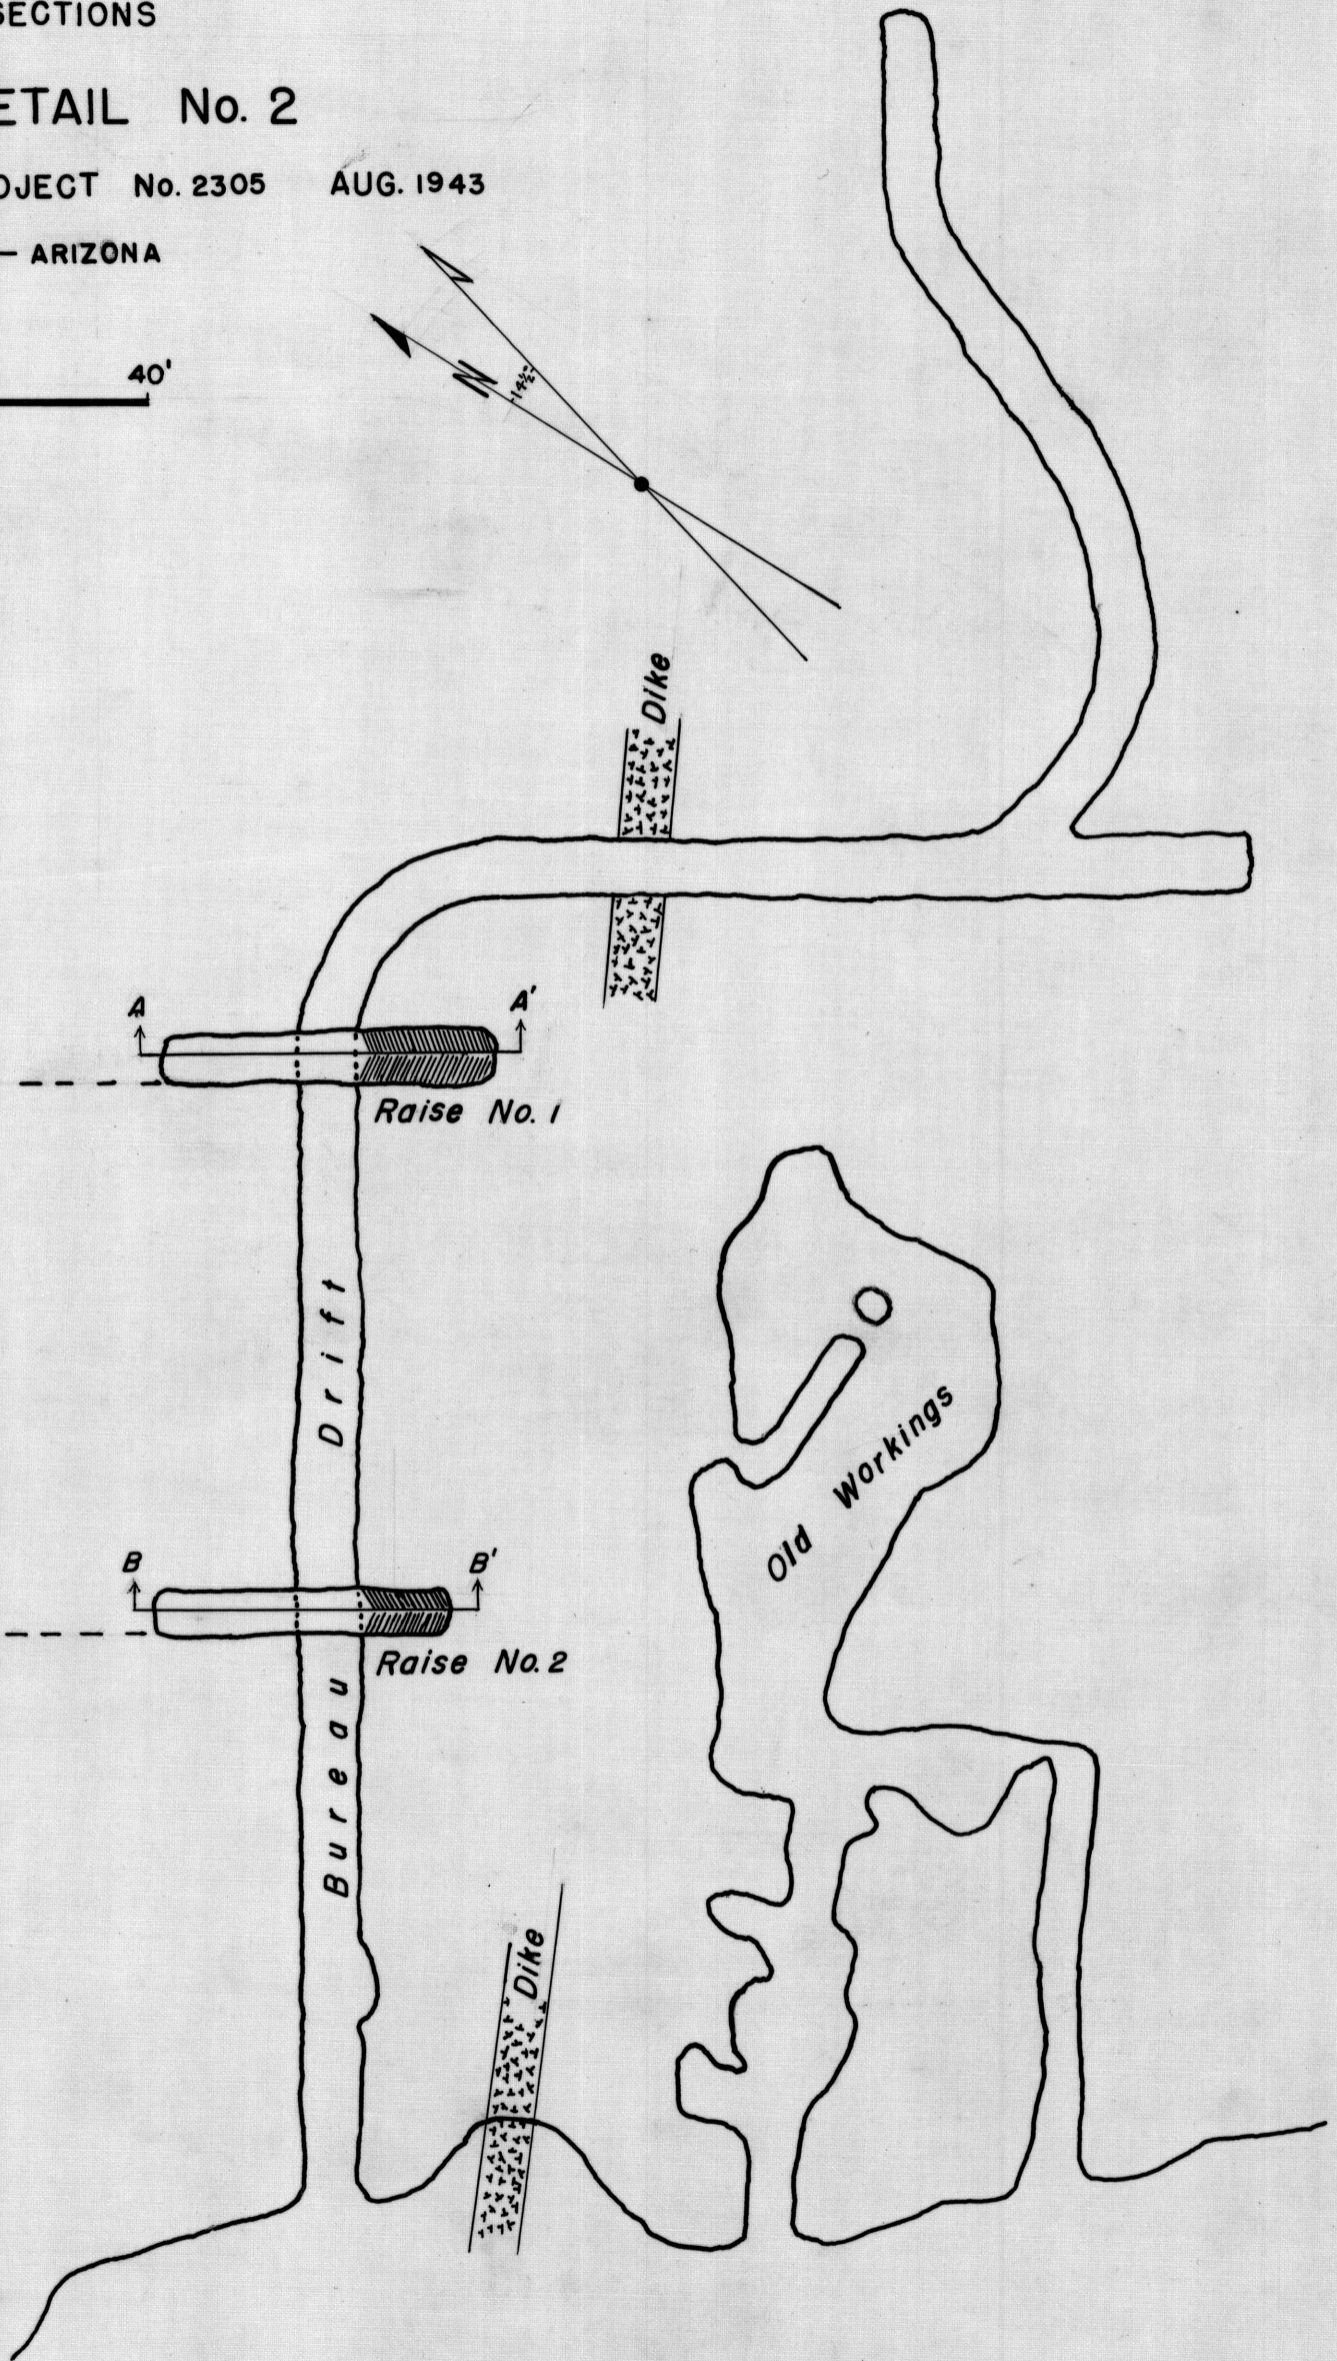 SECTIONS
ETAIL No. 2
OJECT No. 2305 AUG. 1943
— ARIZONA
40'
N
14½°
Dike
A A'
Raise No. 1
Drift
Old Workings
B B'
Raise No. 2
Bureau
Dike